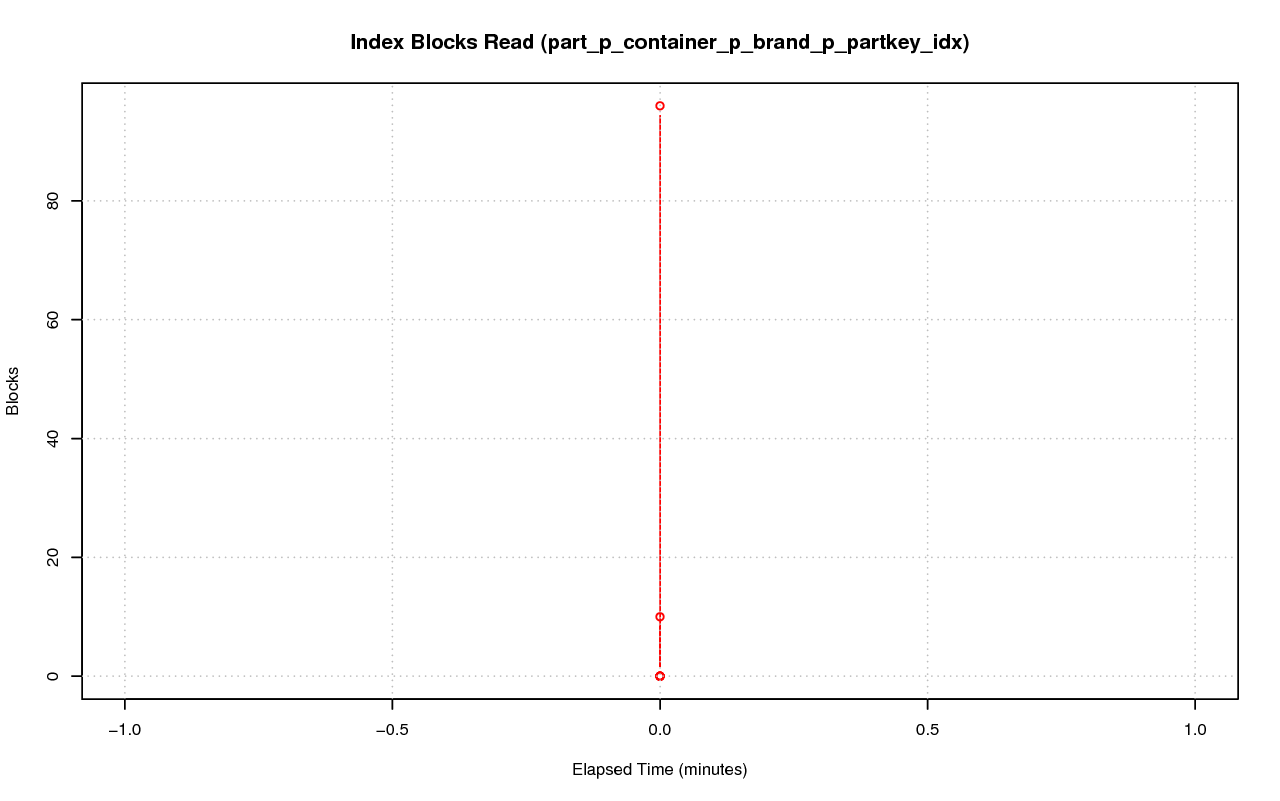 Index Blocks Read (part_p_container_p_brand_p_partkey_idx)
Blocks
80
60
40
20
0
−1.0 −0.5 0.0 0.5 1.0
Elapsed Time (minutes)